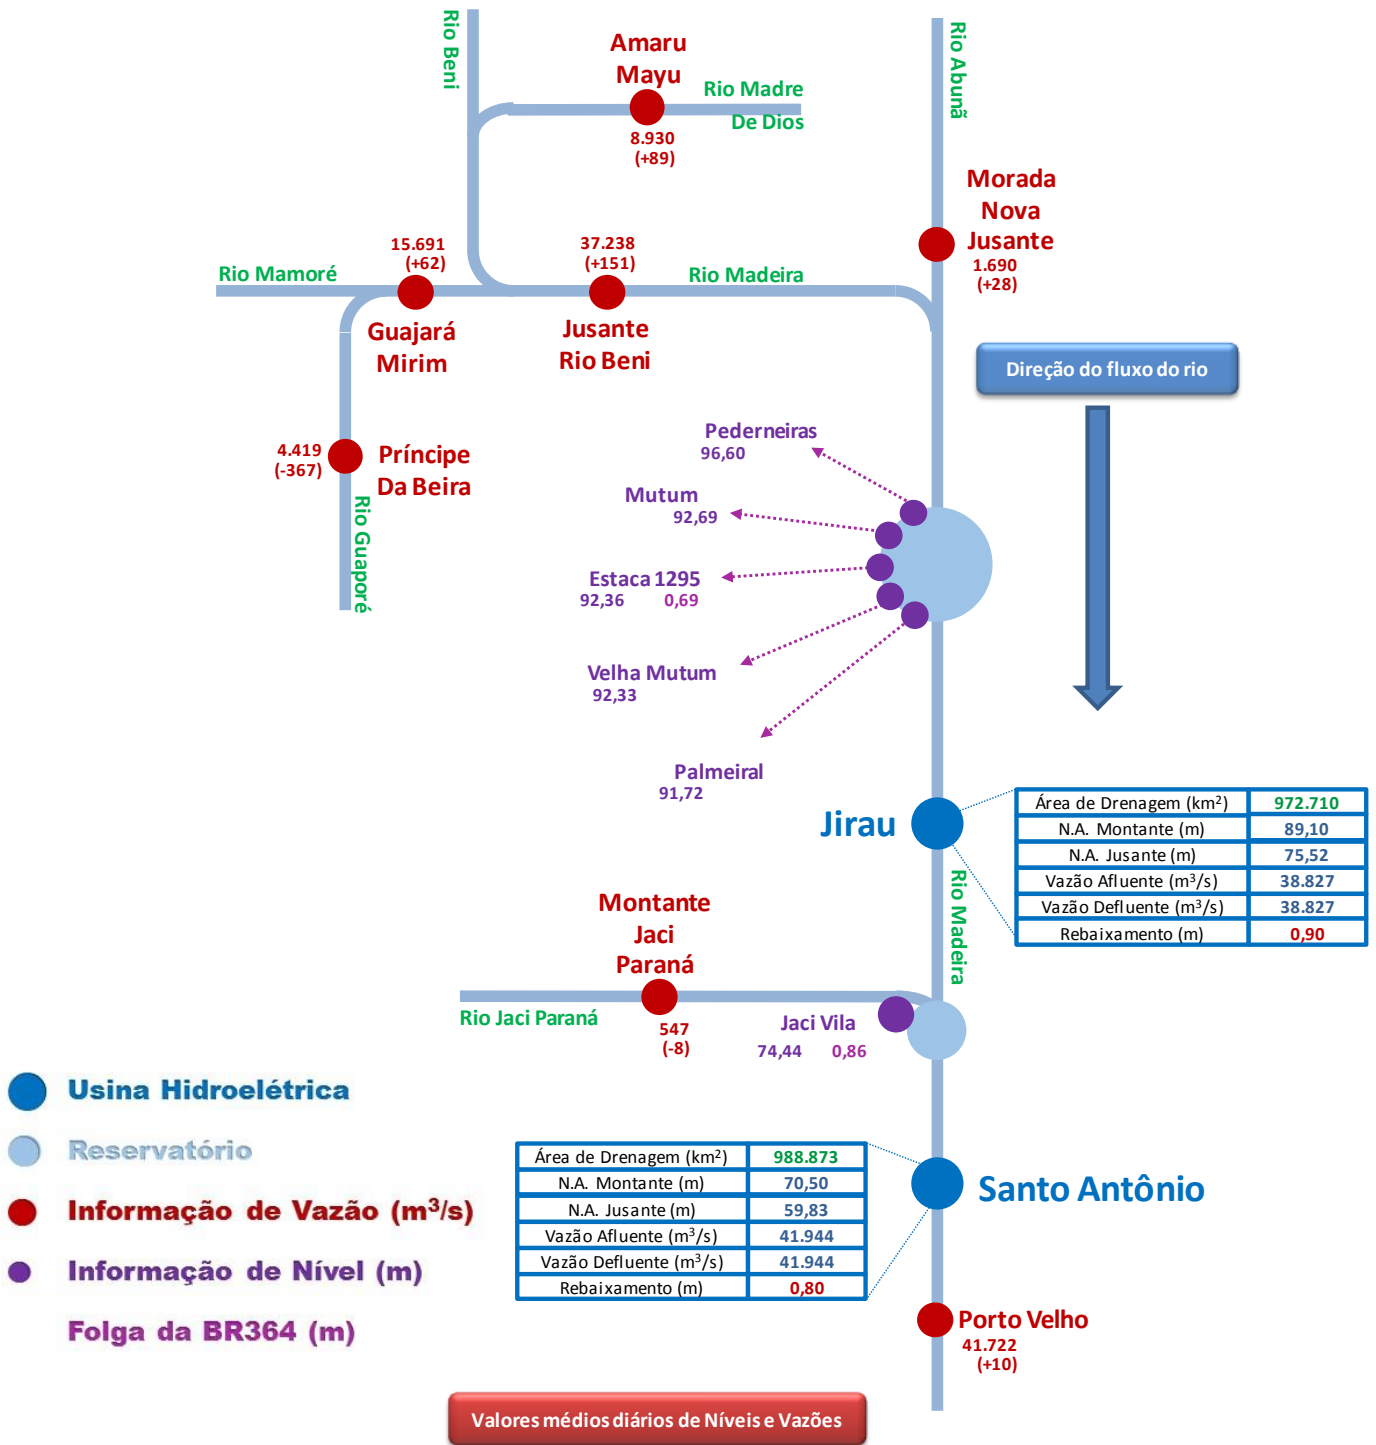 Rio Beni
Amaru
Mayu
8.930
(+89)
Rio Madre
De Dios
Rio Abunã
Morada
Nova
Jusante
1.690
(+28)
Rio Mamoré
15.691
(+62)
Guajará
Mirim
37.238
(+151)
Jusante
Rio Beni
Rio Madeira
Direção do fluxo do rio
4.419
(-367)
Príncipe
Da Beira
Rio Guaporé
Pederneiras
96,60
Mutum
92,69
Estaca 1295
92,36 0,69
Velha Mutum
92,33
Palmeiral
91,72
Jirau
Área de Drenagem (km²) 972.710
N.A. Montante (m) 89,10
N.A. Jusante (m) 75,52
Vazão Afluente (m³/s) 38.827
Vazão Defluente (m³/s) 38.827
Rebaixamento (m) 0,90
Rio Madeira
Montante
Jaci
Paraná
547
(-8)
Rio Jaci Paraná
Jaci Vila
74,44 0,86
Usina Hidroelétrica
Reservatório
Informação de Vazão (m³/s)
Informação de Nível (m)
Folga da BR364 (m)
Área de Drenagem (km²) 988.873
N.A. Montante (m) 70,50
N.A. Jusante (m) 59,83
Vazão Afluente (m³/s) 41.944
Vazão Defluente (m³/s) 41.944
Rebaixamento (m) 0,80
Santo Antônio
Porto Velho
41.722
(+10)
Valores médios diários de Níveis e Vazões